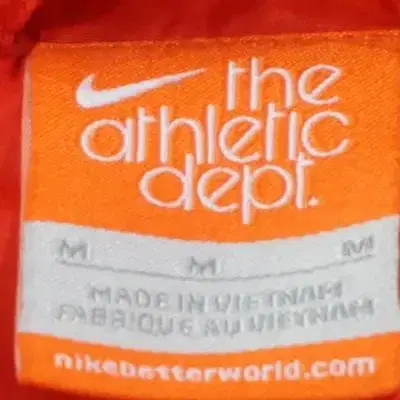 the
athletic
dept.
M M M
MADE IN VIETNAM
FABRIQUE AU VIETNAM
nikebetterworld.com